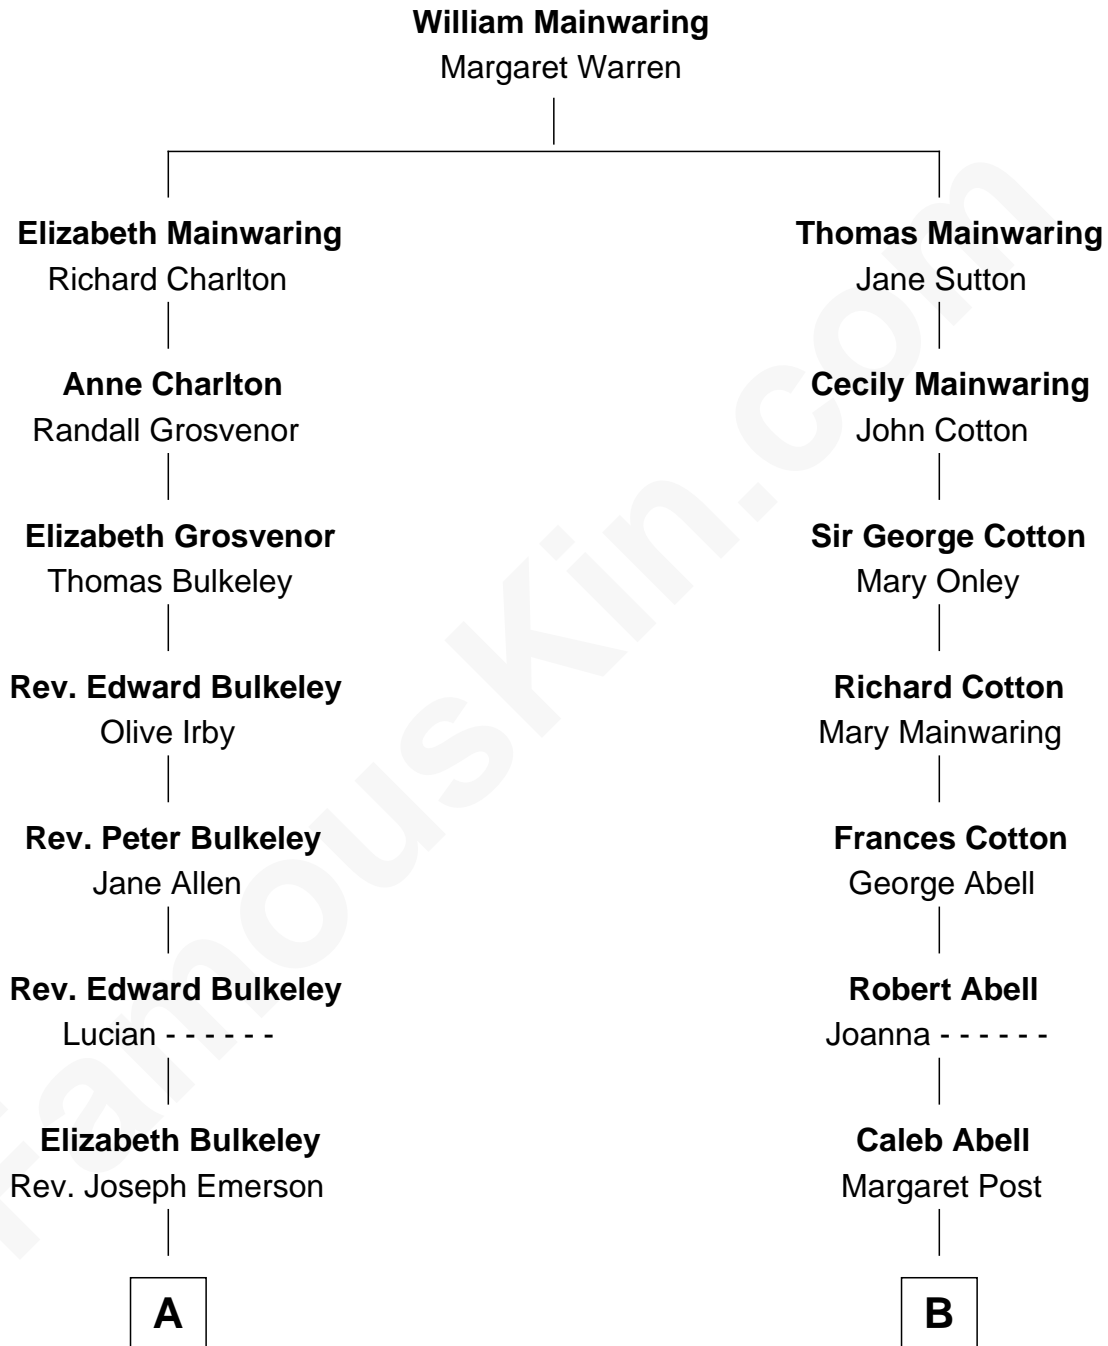 William Mainwaring
Margaret Warren
Elizabeth Mainwaring
Richard Charlton
Thomas Mainwaring
Jane Sutton
Anne Charlton
Randall Grosvenor
Cecily Mainwaring
John Cotton
Elizabeth Grosvenor
Thomas Bulkeley
Sir George Cotton
Mary Onley
Rev. Edward Bulkeley
Olive Irby
Richard Cotton
Mary Mainwaring
Rev. Peter Bulkeley
Jane Allen
Frances Cotton
George Abell
Rev. Edward Bulkeley
Lucian - - - - - -
Robert Abell
Joanna - - - - - -
Elizabeth Bulkeley
Rev. Joseph Emerson
Caleb Abell
Margaret Post
A
B
FamousKin.com